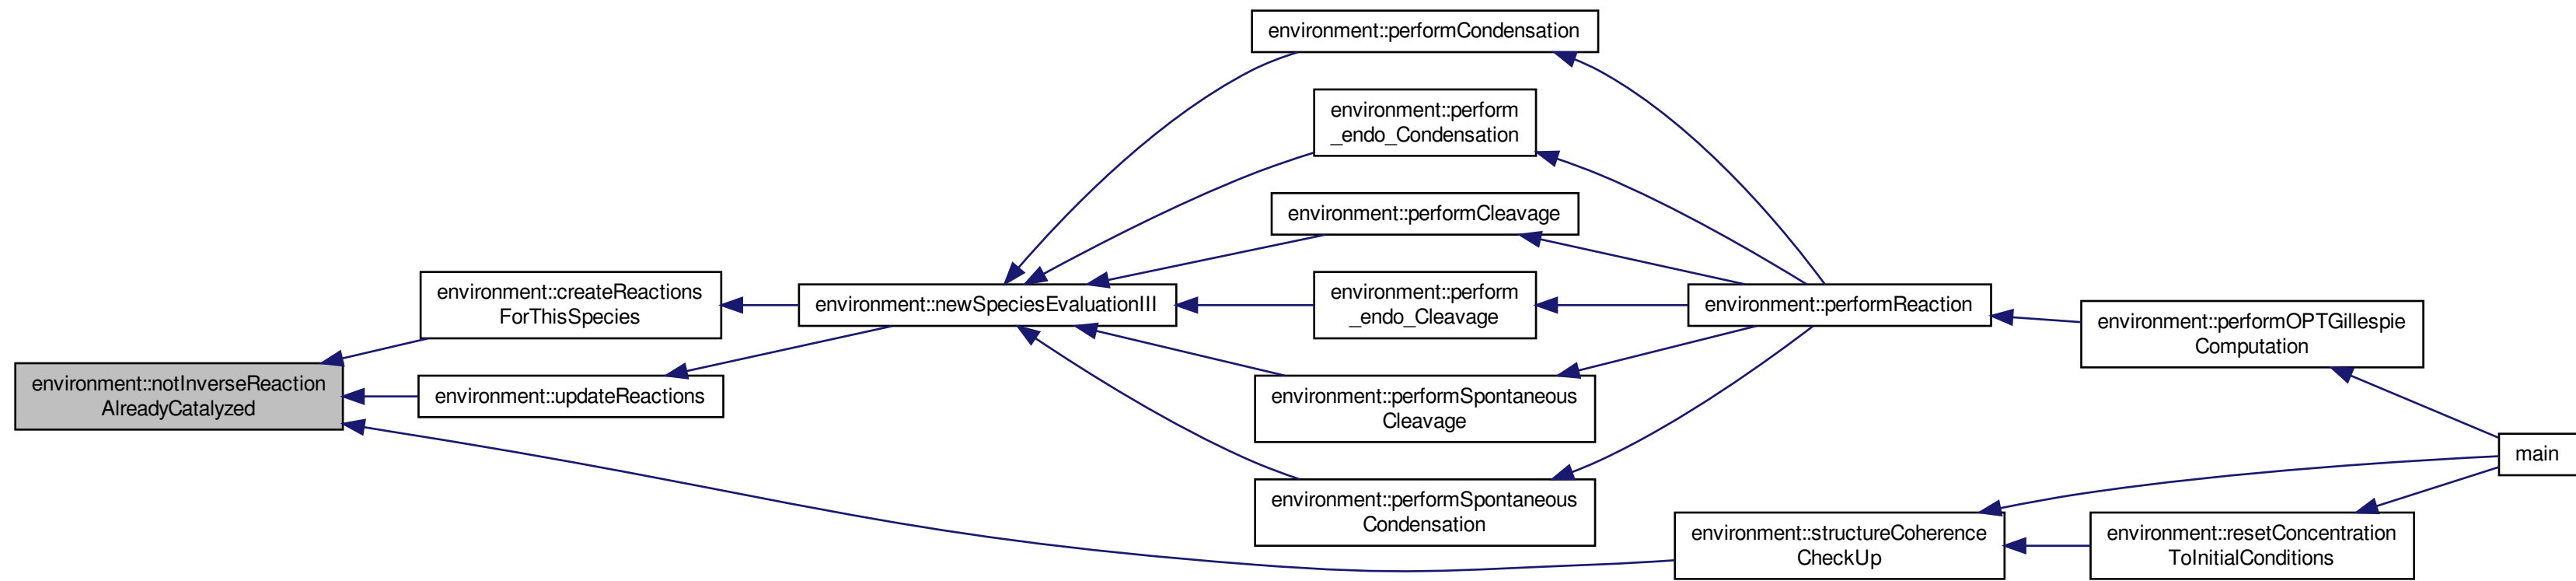 environment::performCondensation
environment::perform
_endo_Condensation
environment::performCleavage
environment::createReactions
ForThisSpecies
environment::newSpeciesEvaluationIII
environment::perform
_endo_Cleavage
environment::performReaction
environment::performOPTGillespie
Computation
environment::notInverseReaction
AlreadyCatalyzed
environment::updateReactions
environment::performSpontaneous
Cleavage
main
environment::performSpontaneous
Condensation
environment::structureCoherence
CheckUp
environment::resetConcentration
ToInitialConditions